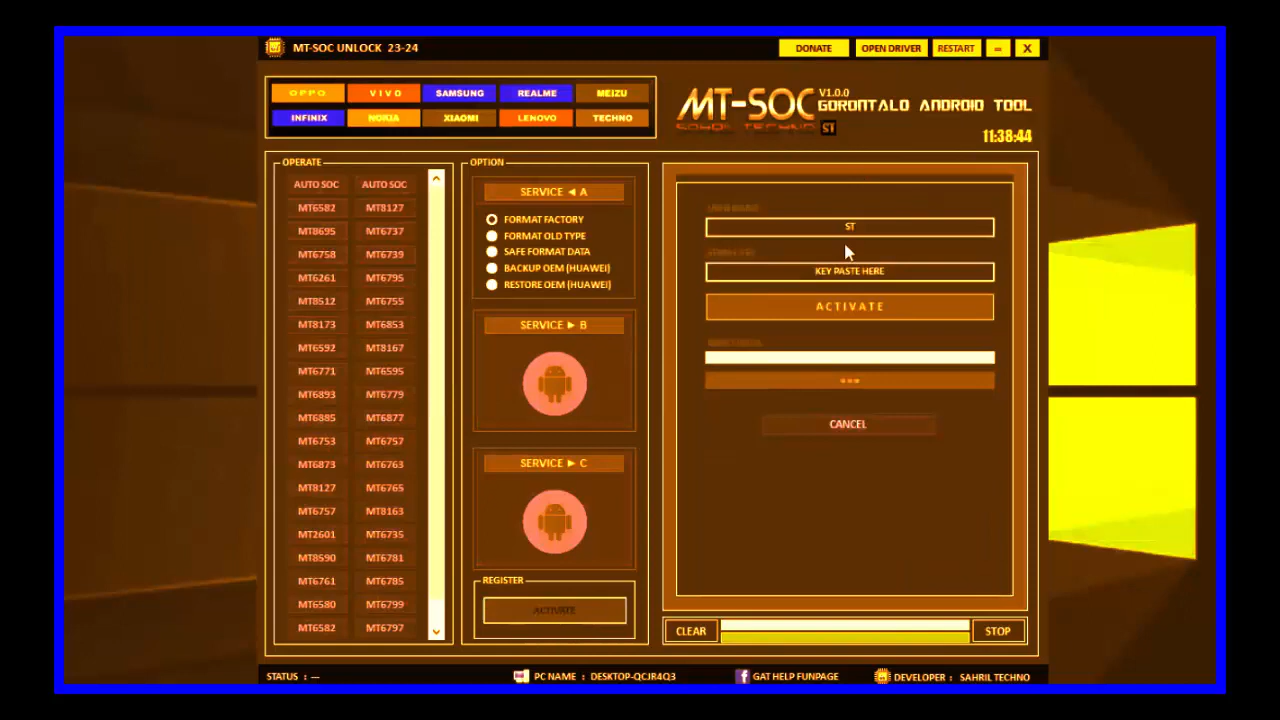 MT-SOC UNLOCK 23-24
DONATE
OPEN DRIVER
RESTART
–
X
OPPO
VIVO
SAMSUNG
REALME
MEIZU
INFINIX
NOKIA
XIAOMI
LENOVO
TECHNO
MT-SOC
V1.0.0
GORONTALO ANDROID TOOL
ST
11:38:44
OPERATE
AUTO SOC AUTO SOC
MT6582 MT8127
MT8695 MT6737
MT6758 MT6739
MT6261 MT6795
MT8512 MT6755
MT8173 MT6853
MT6592 MT8167
MT6771 MT6595
MT6893 MT6779
MT6885 MT6877
MT6753 MT6757
MT6873 MT6763
MT8127 MT6765
MT6757 MT8163
MT2601 MT6735
MT8590 MT6781
MT6761 MT6785
MT6580 MT6799
MT6582 MT6797
OPTION
SERVICE ◄ A
FORMAT FACTORY
FORMAT OLD TYPE
SAFE FORMAT DATA
BACKUP OEM (HUAWEI)
RESTORE OEM (HUAWEI)
SERVICE ► B
SERVICE ► C
REGISTER
ACTIVATE
ST
KEY PASTE HERE
ACTIVATE
===
CANCEL
CLEAR
STOP
STATUS : ---
PC NAME : DESKTOP-QCJR4Q3
GAT HELP FUNPAGE
DEVELOPER : SAHRIL TECHNO